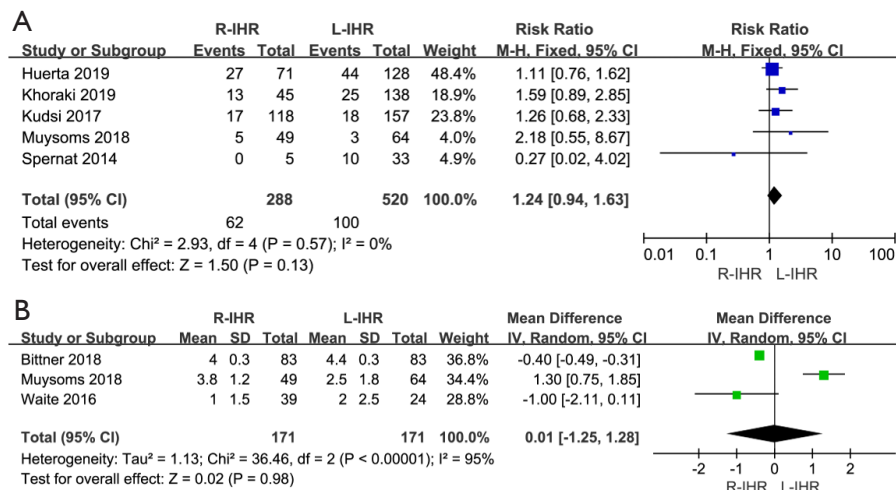 A
R-IHR L-IHR Risk Ratio Risk Ratio
Study or Subgroup Events Total Events Total Weight M-H, Fixed, 95% CI M-H, Fixed, 95% CI
Huerta 2019 27 71 44 128 48.4% 1.11 [0.76, 1.62]
Khoraki 2019 13 45 25 138 18.9% 1.59 [0.89, 2.85]
Kudsi 2017 17 118 18 157 23.8% 1.26 [0.68, 2.33]
Muysoms 2018 5 49 3 64 4.0% 2.18 [0.55, 8.67]
Spernat 2014 0 5 10 33 4.9% 0.27 [0.02, 4.02]
Total (95% CI) 288 520 100.0% 1.24 [0.94, 1.63]
Total events 62 100
Heterogeneity: Chi² = 2.93, df = 4 (P = 0.57); I² = 0%
Test for overall effect: Z = 1.50 (P = 0.13)
0.01 0.1 1 10 100
R-IHR L-IHR
B
R-IHR L-IHR Mean Difference Mean Difference
Study or Subgroup Mean SD Total Mean SD Total Weight IV, Random, 95% CI IV, Random, 95% CI
Bittner 2018 4 0.3 83 4.4 0.3 83 36.8% -0.40 [-0.49, -0.31]
Muysoms 2018 3.8 1.2 49 2.5 1.8 64 34.4% 1.30 [0.75, 1.85]
Waite 2016 1 1.5 39 2 2.5 24 28.8% -1.00 [-2.11, 0.11]
Total (95% CI) 171 171 100.0% 0.01 [-1.25, 1.28]
Heterogeneity: Tau² = 1.13; Chi² = 36.46, df = 2 (P < 0.00001); I² = 95%
Test for overall effect: Z = 0.02 (P = 0.98)
-2 -1 0 1 2
R-IHR L-IHR